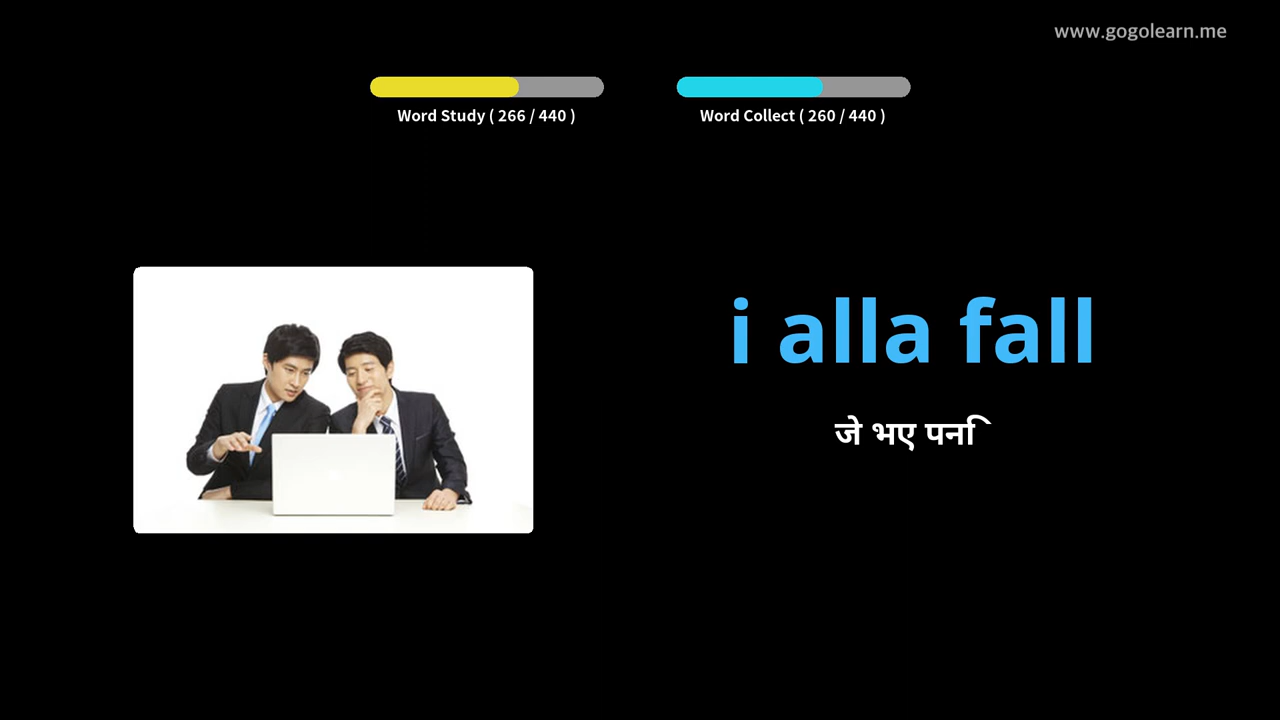 www.gogolearn.me
Word Study ( 266 / 440 )
Word Collect ( 260 / 440 )
i alla fall
जे भए पनि